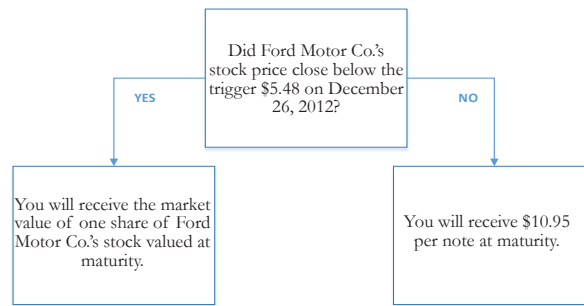 Did Ford Motor Co.'s
stock price close below the
trigger $5.48 on December
26, 2012?
YES
NO
You will receive the market
value of one share of Ford
Motor Co.'s stock valued at
maturity.
You will receive $10.95
per note at maturity.